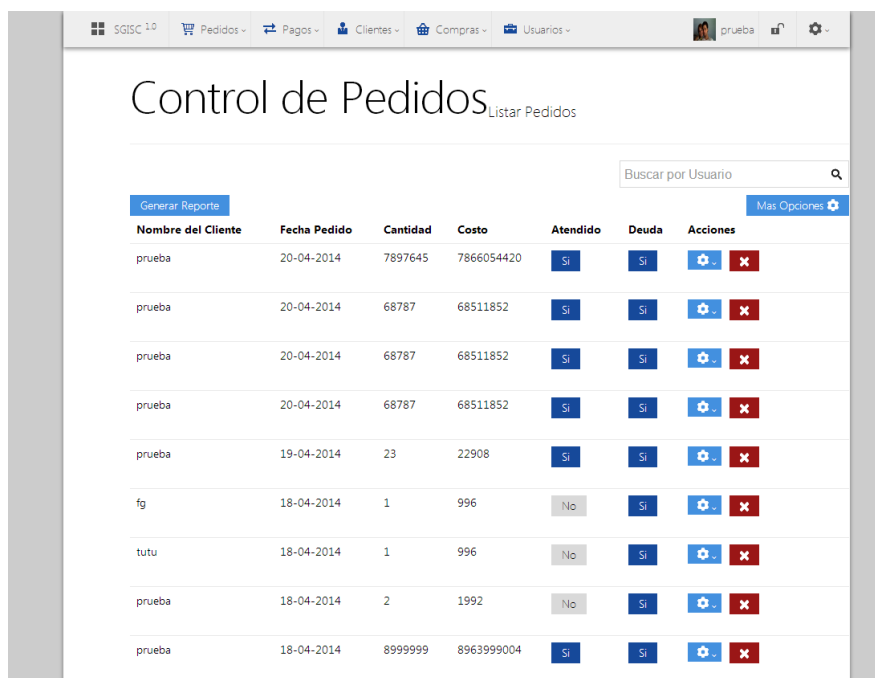 SGISC 1.0 Pedidos Pagos Clientes Compras Usuarios prueba
Control de Pedidos Listar Pedidos
Buscar por Usuario
Generar Reporte Mas Opciones
Nombre del Cliente Fecha Pedido Cantidad Costo Atendido Deuda Acciones
prueba 20-04-2014 7897645 7866054420 Si Si
prueba 20-04-2014 68787 68511852 Si Si
prueba 20-04-2014 68787 68511852 Si Si
prueba 20-04-2014 68787 68511852 Si Si
prueba 19-04-2014 23 22908 Si Si
fg 18-04-2014 1 996 No Si
tutu 18-04-2014 1 996 No Si
prueba 18-04-2014 2 1992 No Si
prueba 18-04-2014 8999999 8963999004 Si Si